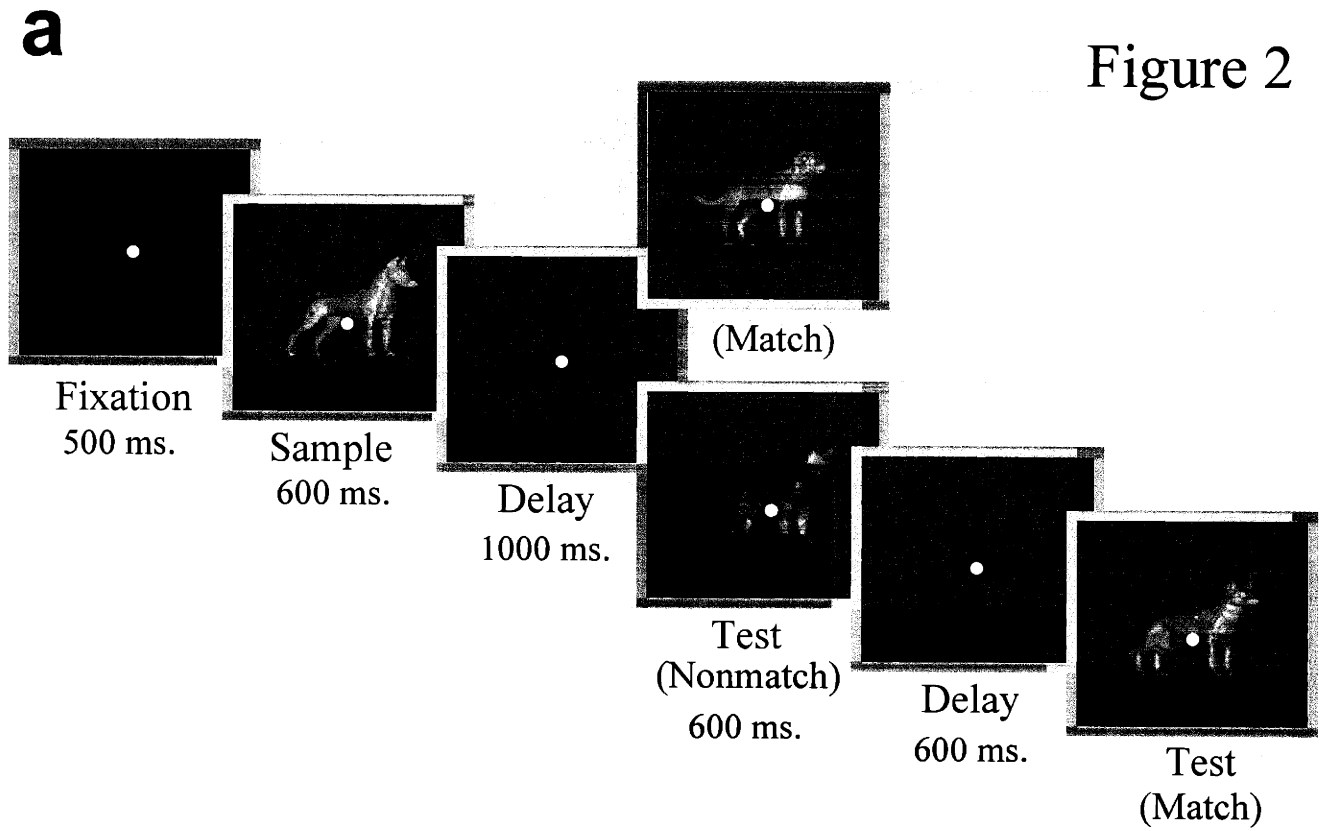 a
Figure 2
Fixation
500 ms.
Sample
600 ms.
Delay
1000 ms.
(Match)
Test
(Nonmatch)
600 ms.
Delay
600 ms.
Test
(Match)